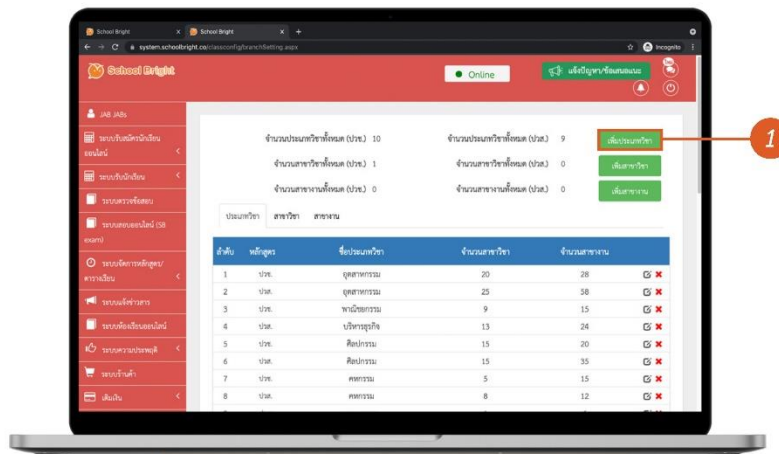 School Bright
School Bright
system.schoolbright.co/classconfig/branchSetting.aspx
Incognito
School Bright
Online
แจ้งปัญหา/ข้อเสนอแนะ
JAB JABs
ระบบรับสมัครนักเรียน
ออนไลน์
ระบบรับนักเรียน
ระบบตรวจข้อสอบ
ระบบสอบออนไลน์ (SB
exam)
ระบบจัดการหลักสูตร/
ตารางเรียน
ระบบแจ้งข่าวสาร
ระบบห้องเรียนออนไลน์
ระบบความประพฤติ
ระบบร้านค้า
เติมเงิน
จำนวนประเภทวิชาทั้งหมด (ปวช.) 10 จำนวนประเภทวิชาทั้งหมด (ปวส.) 9 เพิ่มประเภทวิชา 1
จำนวนสาขาวิชาทั้งหมด (ปวช.) 1 จำนวนสาขาวิชาทั้งหมด (ปวส.) 0 เพิ่มสาขาวิชา
จำนวนสาขางานทั้งหมด (ปวช.) 0 จำนวนสาขางานทั้งหมด (ปวส.) 0 เพิ่มสาขางาน
ประเภทวิชา สาขาวิชา สาขางาน
ลำดับ หลักสูตร ชื่อประเภทวิชา จำนวนสาขาวิชา จำนวนสาขางาน
1 ปวช. อุตสาหกรรม 20 28
2 ปวส. อุตสาหกรรม 25 58
3 ปวช. พาณิชยกรรม 9 15
4 ปวส. บริหารธุรกิจ 13 24
5 ปวช. ศิลปกรรม 15 20
6 ปวส. ศิลปกรรม 15 35
7 ปวช. คหกรรม 5 15
8 ปวส. คหกรรม 8 12